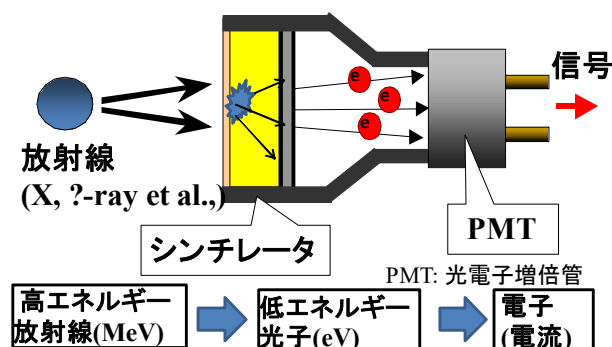 e
e
e
信号
放射線
(X, ?-ray et al.,)
シンチレータ
PMT
PMT: 光電子増倍管
高エネルギー
放射線(MeV)
低エネルギー
光子(eV)
電子
(電流)